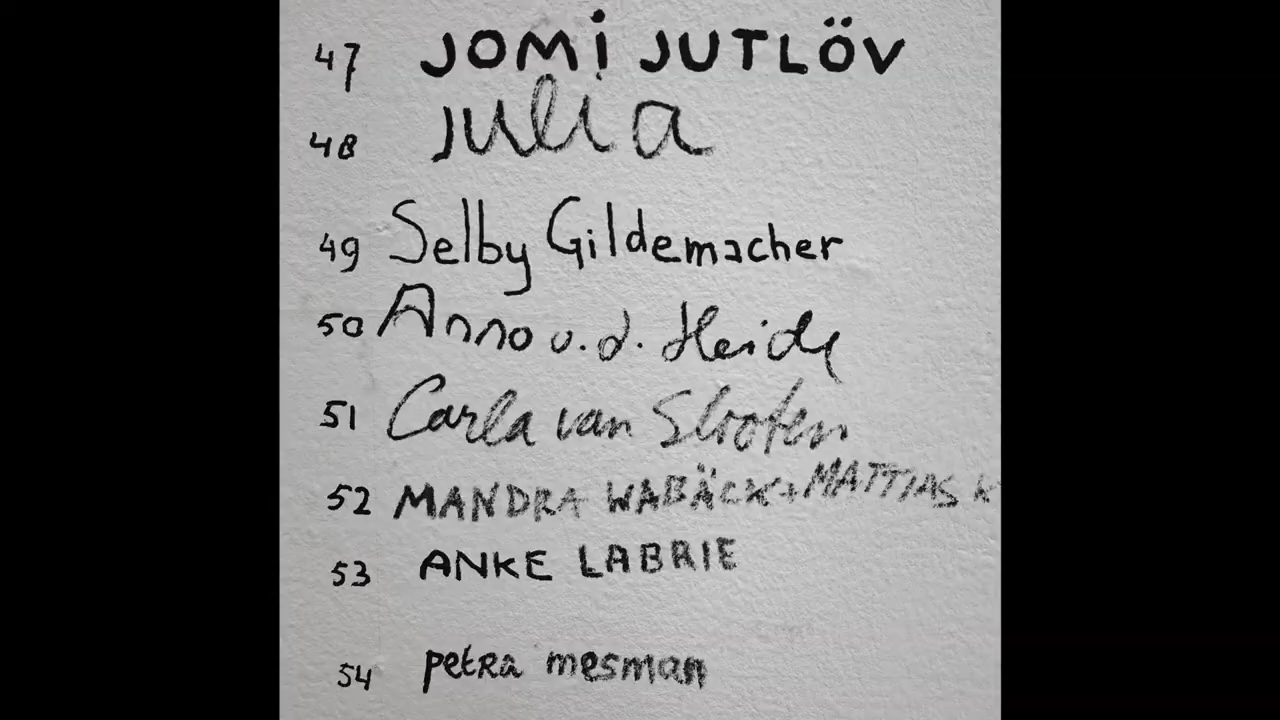 47 JOMI JUTLÖV
48 Julia
49 Selby Gildemacher
50 Anno v.d. Heide
51 Carla van Slooten
52 MANDRA WABÄCK + MATTIAS K
53 ANKE LABRIE
54 petra mesman